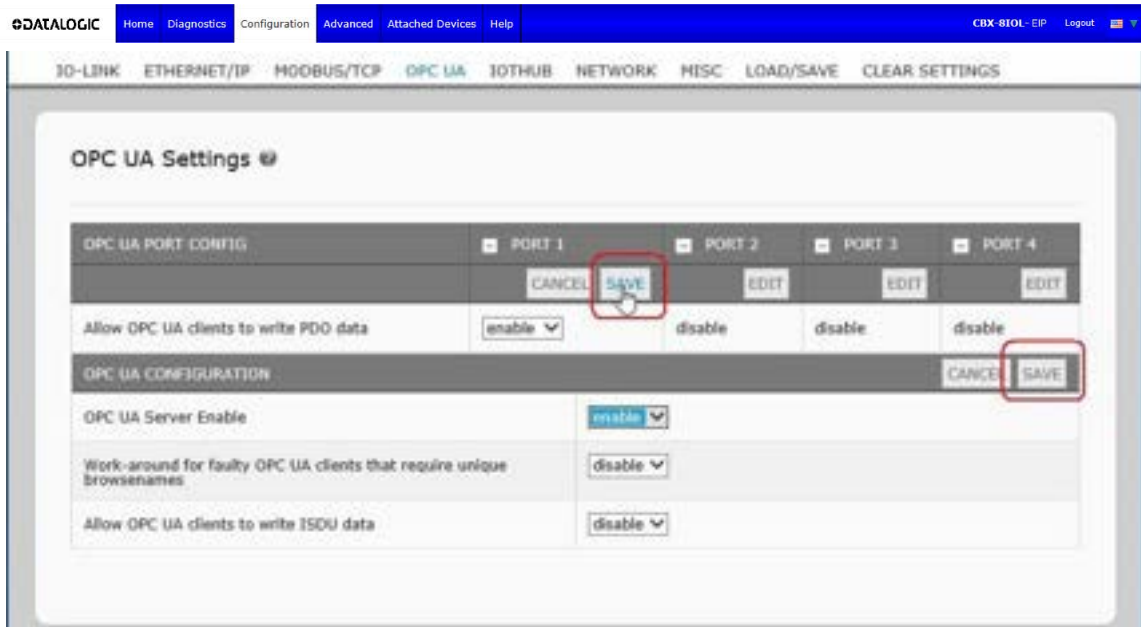 DATALOGIC Home Diagnostics Configuration Advanced Attached Devices Help CBX-8IOL- EIP Logout
IO-LINK ETHERNET/IP MODBUS/TCP OPC UA IOTHUB NETWORK MISC LOAD/SAVE CLEAR SETTINGS
OPC UA Settings
OPC UA PORT CONFIG PORT 1 PORT 2 PORT 3 PORT 4
CANCEL SAVE EDIT EDIT EDIT
Allow OPC UA clients to write PDO data enable disable disable disable
OPC UA CONFIGURATION CANCEL SAVE
OPC UA Server Enable enable
Work-around for faulty OPC UA clients that require unique
browsenames disable
Allow OPC UA clients to write ISDU data disable